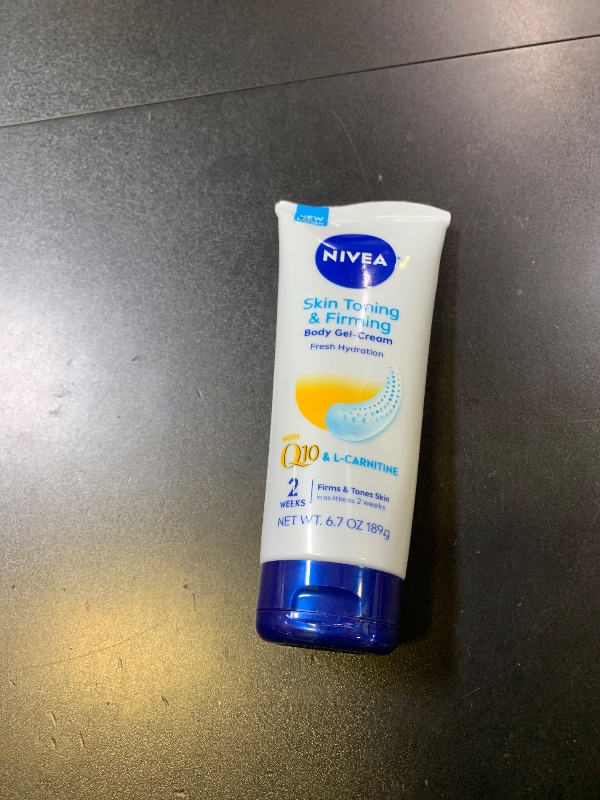 NEW
NIVEA
Skin Toning
& Firming
Body Gel-Cream
Fresh Hydration
WITH
Q10 & L-CARNITINE
2
WEEKS
Firms & Tones Skin
in as little as 2 weeks
NET WT. 6.7 OZ 189g